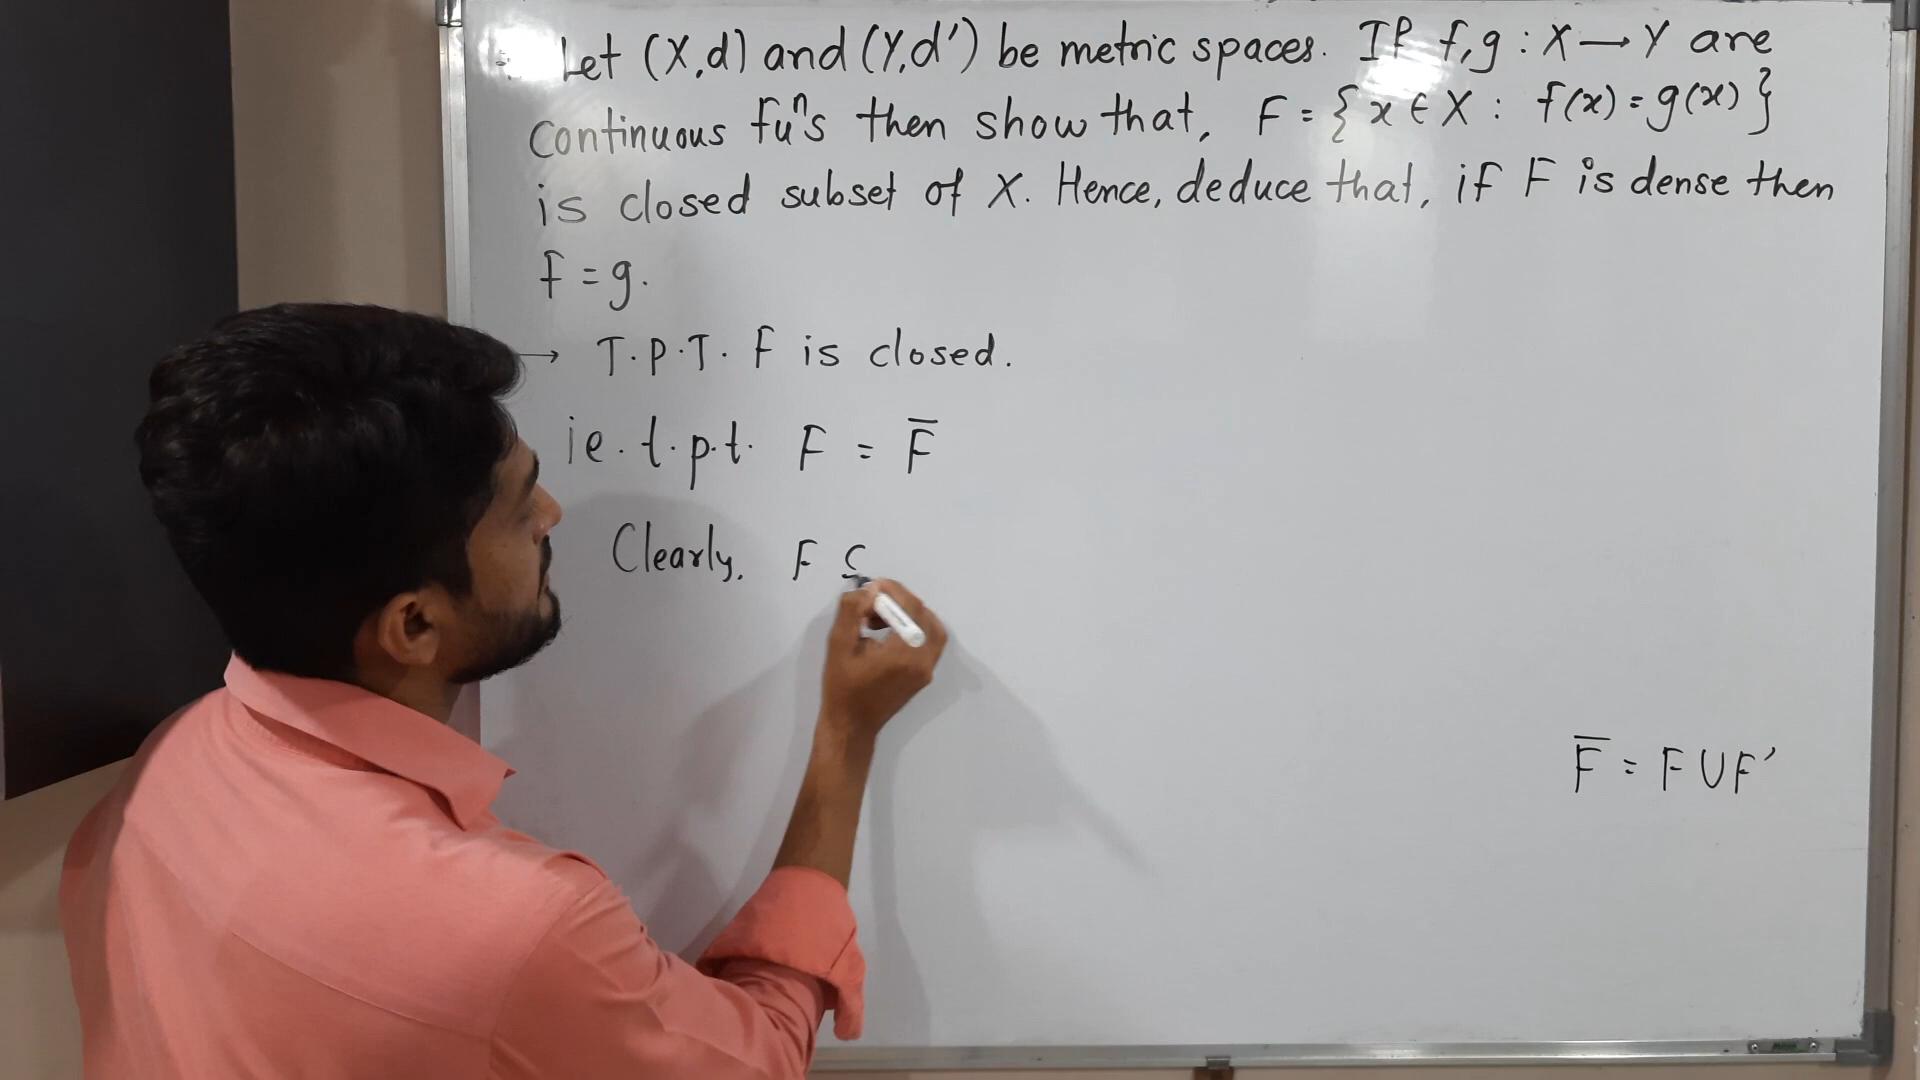 Let (X,d) and (Y,d') be metric spaces. If f,g : X → Y are
continuous fuⁿs then show that, F = { x ∈ X : f(x) = g(x) }
is closed subset of X. Hence, deduce that, if F is dense then
f = g.
→ T.P.T. F is closed.
ie. t.p.t. F = F̅
Clearly, F ⊆
F̅ = F ∪ F'